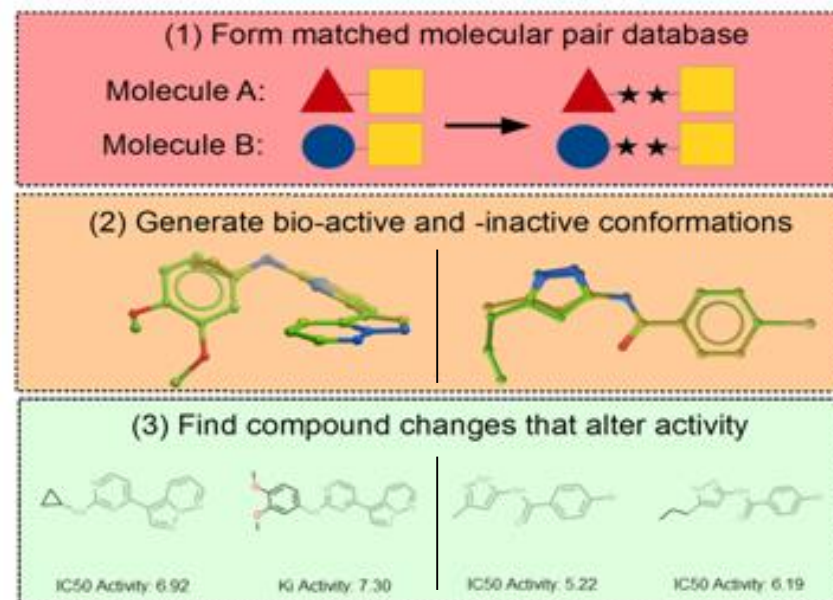 (1) Form matched molecular pair database
Molecule A:
Molecule B:
(2) Generate bio-active and -inactive conformations
(3) Find compound changes that alter activity
IC50 Activity: 6.92
Ki Activity: 7.30
IC50 Activity: 5.22
IC50 Activity: 6.19